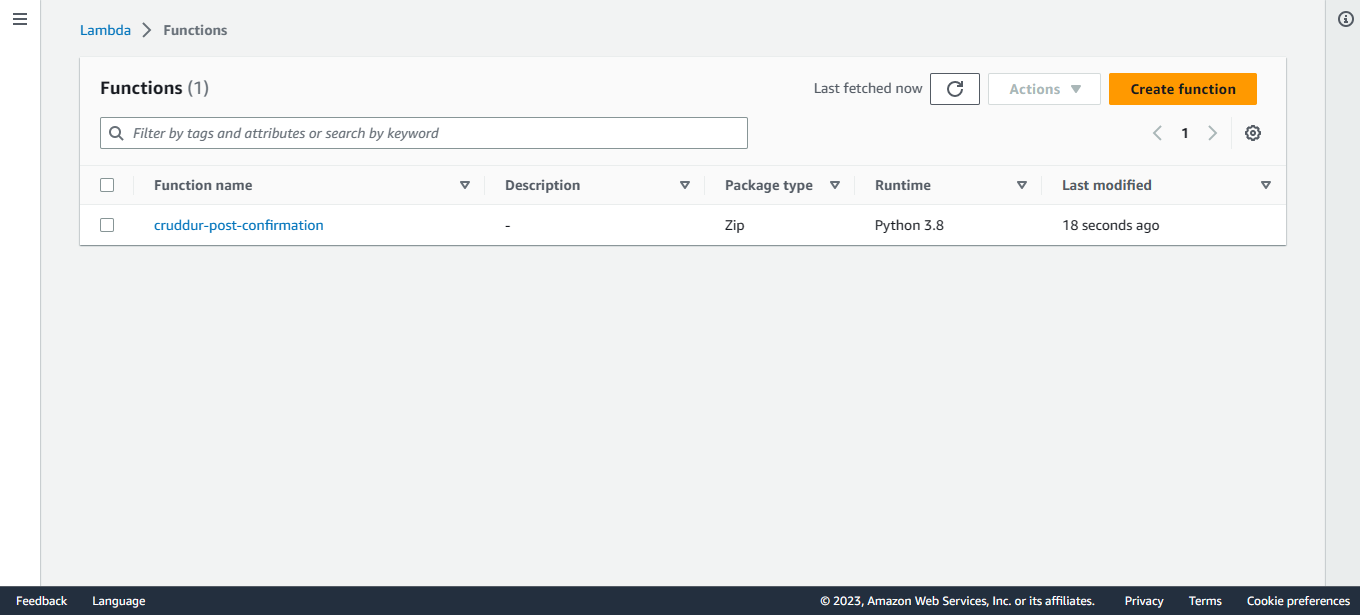 Lambda Functions
Functions (1)
Last fetched now
Actions
Create function
Filter by tags and attributes or search by keyword
1
Function name Description Package type Runtime Last modified
cruddur-post-confirmation - Zip Python 3.8 18 seconds ago
Feedback Language © 2023, Amazon Web Services, Inc. or its affiliates. Privacy Terms Cookie preferences